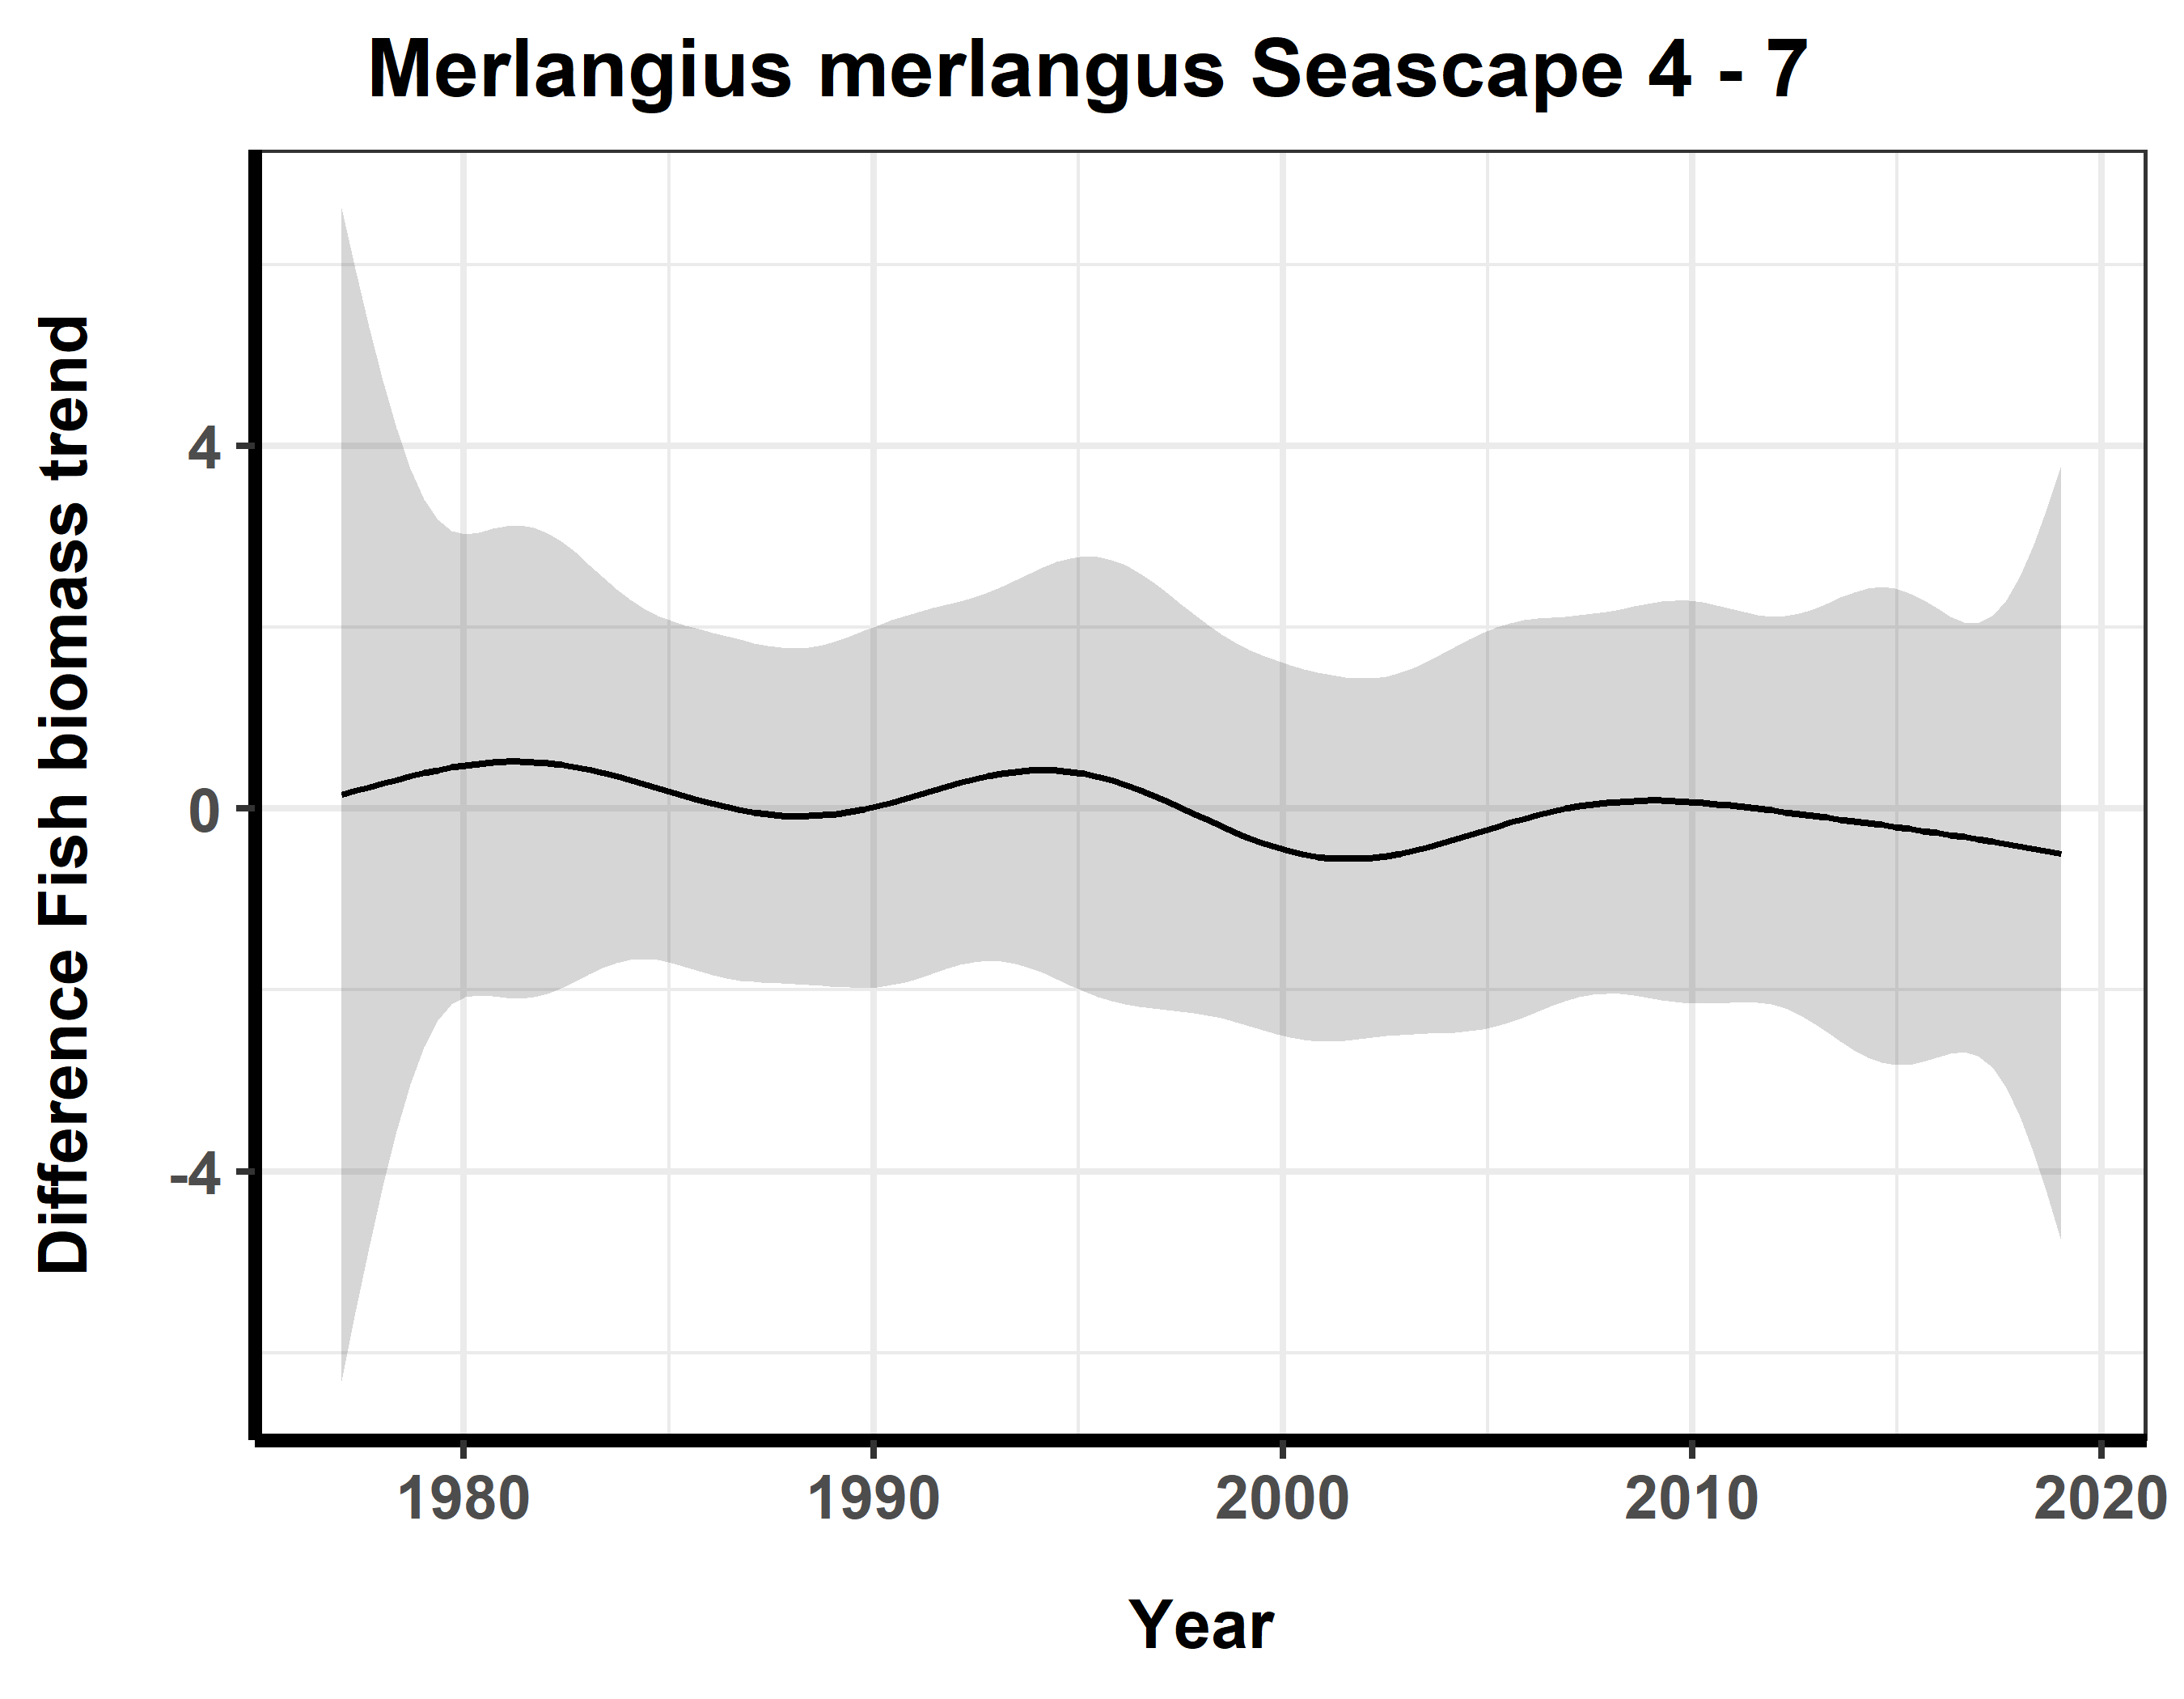 Merlangius merlangus Seascape 4 - 7
Difference Fish biomass trend
4
0
-4
1980 1990 2000 2010 2020
Year